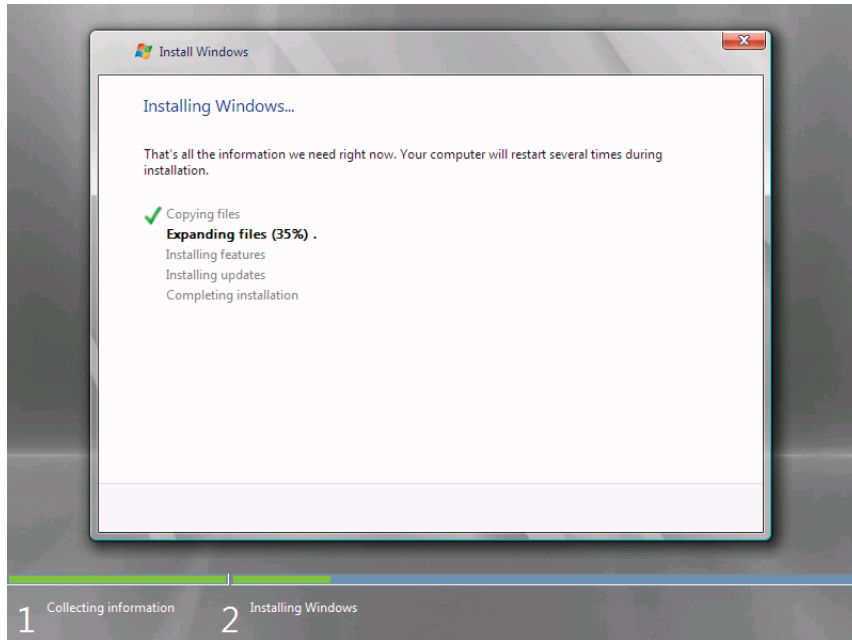 Install Windows
Installing Windows...
That's all the information we need right now. Your computer will restart several times during
installation.
Copying files
Expanding files (35%) .
Installing features
Installing updates
Completing installation
1 Collecting information 2 Installing Windows